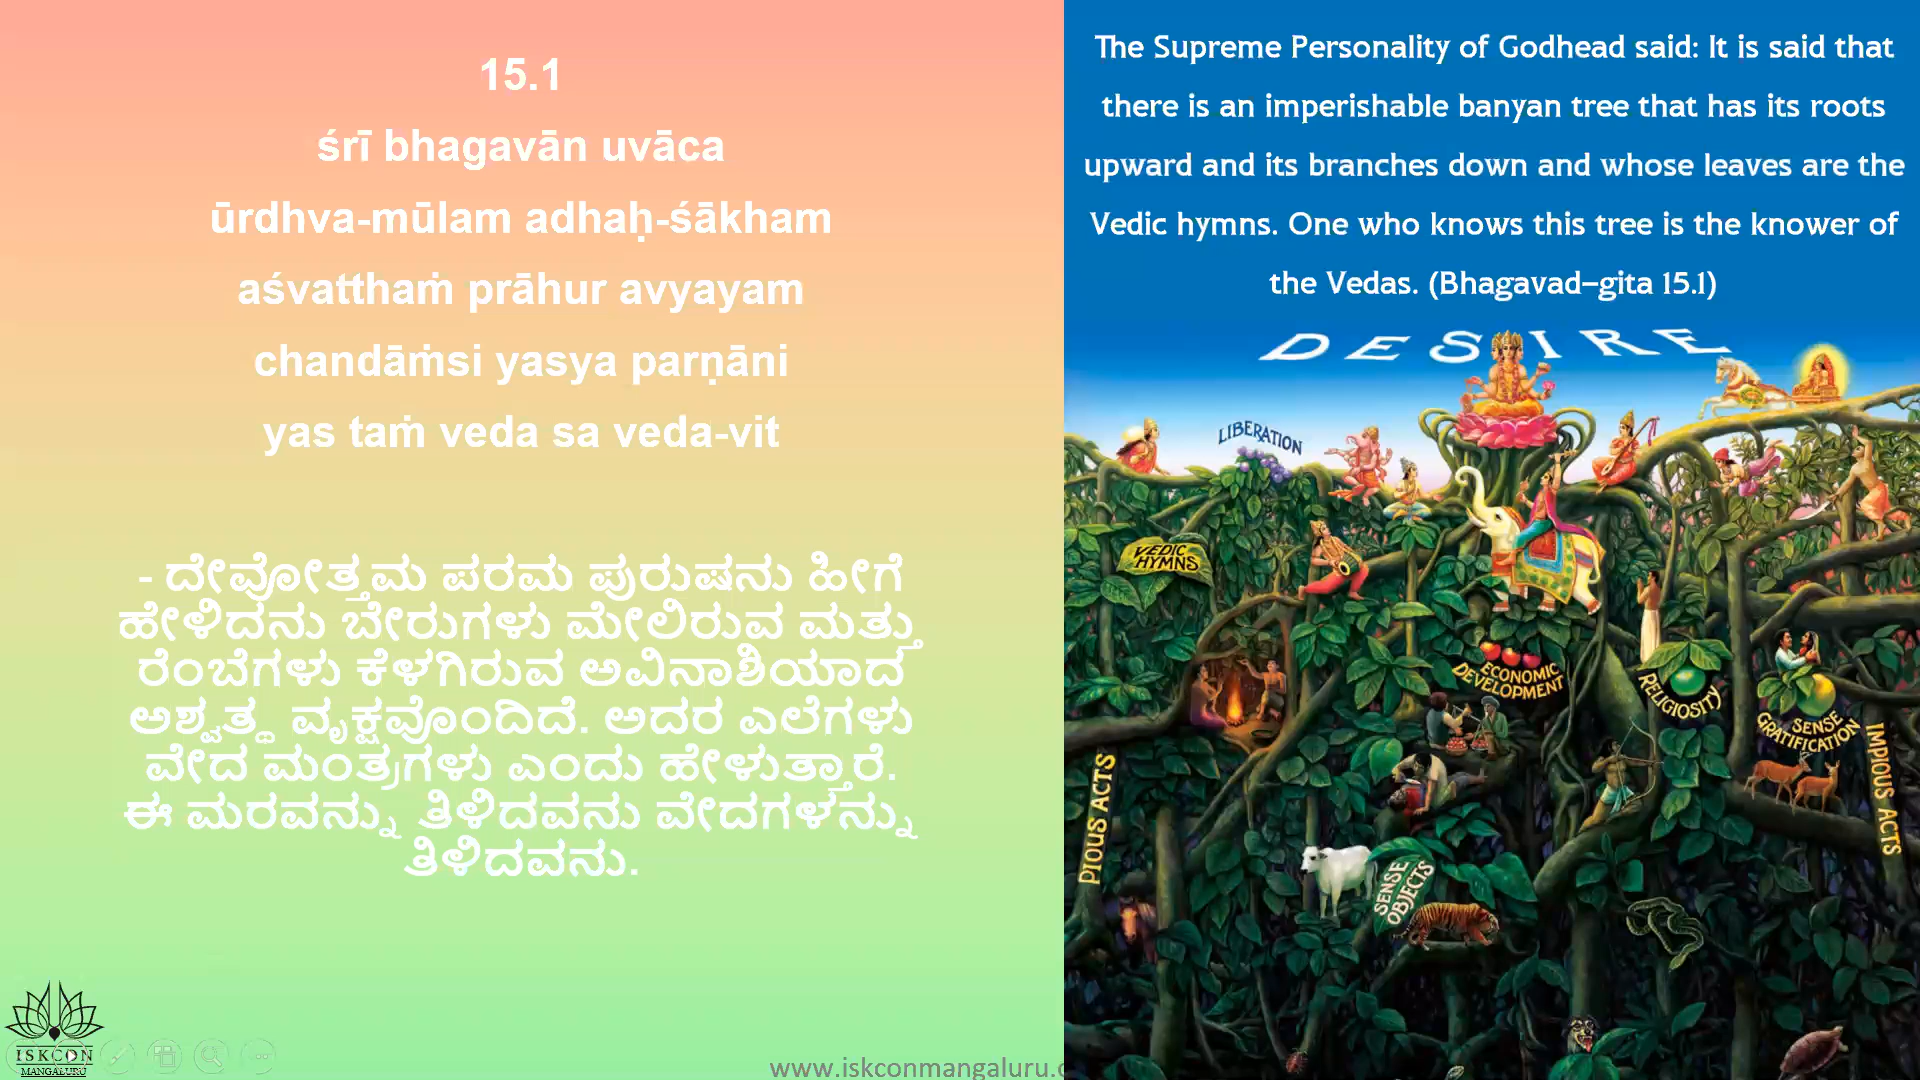 15.1
śrī bhagavān uvāca
ūrdhva-mūlam adhaḥ-śākham
aśvatthaṁ prāhur avyayam
chandāṁsi yasya parṇāni
yas taṁ veda sa veda-vit
- ದೇವೋತ್ತಮ ಪರಮ ಪುರುಷನು ಹೀಗೆ
ಹೇಳಿದನು ಬೇರುಗಳು ಮೇಲಿರುವ ಮತ್ತು
ರೆಂಬೆಗಳು ಕೆಳಗಿರುವ ಅವಿನಾಶಿಯಾದ
ಅಶ್ವತ್ಥ ವೃಕ್ಷವೊಂದಿದೆ. ಅದರ ಎಲೆಗಳು
ವೇದ ಮಂತ್ರಗಳು ಎಂದು ಹೇಳುತ್ತಾರೆ.
ಈ ಮರವನ್ನು ತಿಳಿದವನು ವೇದಗಳನ್ನು
ತಿಳಿದವನು.
ISKCON
MANGALURU
www.iskconmangaluru.c
The Supreme Personality of Godhead said: It is said that
there is an imperishable banyan tree that has its roots
upward and its branches down and whose leaves are the
Vedic hymns. One who knows this tree is the knower of
the Vedas. (Bhagavad–gita 15.1)
DESIRE
LIBERATION
VEDIC
HYMNS
ECONOMIC
DEVELOPMENT
RELIGIOSITY
SENSE
GRATIFICATION
PIOUS ACTS
IMPIOUS ACTS
SENSE
OBJECTS